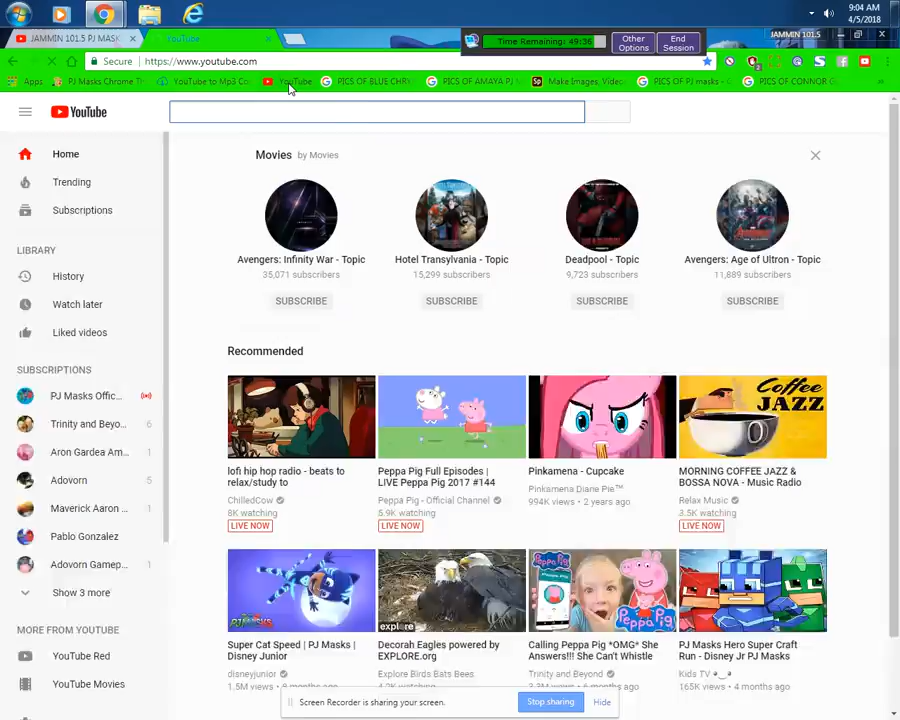 9:04 AM
4/5/2018
JAMMIN 101.5 PJ MASK
YouTube
Time Remaining: 49:36
Other Options
End Session
JAMMIN 101.5
Secure https://www.youtube.com
Apps PJ Masks Chrome Th YouTube to Mp3 Co YouTube PICS OF BLUE CHRY PICS OF AMAYA PJ M Make Images, Video PICS OF PJ masks - G PICS OF CONNOR G
YouTube
Home
Trending
Subscriptions
LIBRARY
History
Watch later
Liked videos
SUBSCRIPTIONS
PJ Masks Offic...
Trinity and Beyo... 6
Aron Gardea Am... 1
Adovorn 5
Maverick Aaron ... 1
Pablo Gonzalez
Adovorn Gamep... 1
Show 3 more
MORE FROM YOUTUBE
YouTube Red
YouTube Movies
Movies by Movies
Avengers: Infinity War - Topic
35,071 subscribers
SUBSCRIBE
Hotel Transylvania - Topic
15,299 subscribers
SUBSCRIBE
Deadpool - Topic
9,723 subscribers
SUBSCRIBE
Avengers: Age of Ultron - Topic
11,889 subscribers
SUBSCRIBE
Recommended
lofi hip hop radio - beats to
relax/study to
ChilledCow
8K watching
LIVE NOW
Peppa Pig Full Episodes |
LIVE Peppa Pig 2017 #144
Peppa Pig - Official Channel
5.9K watching
LIVE NOW
Pinkamena - Cupcake
Pinkamena Diane Pie™
994K views • 2 years ago
Coffee
JAZZ
MORNING COFFEE JAZZ &
BOSSA NOVA - Music Radio
Relax Music
3.5K watching
LIVE NOW
PJ MASKS
Super Cat Speed | PJ Masks |
Disney Junior
disneyjunior
1.5M views • 8 months ago
explore
Decorah Eagles powered by
EXPLORE.org
Explore Birds Bats Bees
Peppa Pig
Calling Peppa Pig *OMG* She
Answers!!! She Can't Whistle
Trinity and Beyond
PJ Masks Hero Super Craft
Run - Disney Jr PJ Masks
Kids TV
165K views • 4 months ago
Screen Recorder is sharing your screen.
Stop sharing
Hide